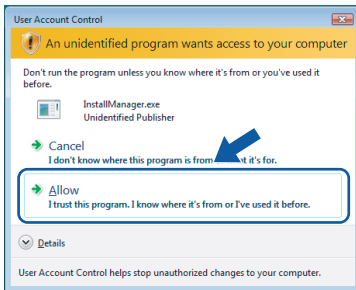 User Account Control
An unidentified program wants access to your computer
Don't run the program unless you know where it's from or you've used it
before.
InstallManager.exe
Unidentified Publisher
Cancel
I don't know where this program is from it's for.
Allow
I trust this program. I know where it's from or I've used it before.
Details
User Account Control helps stop unauthorized changes to your computer.